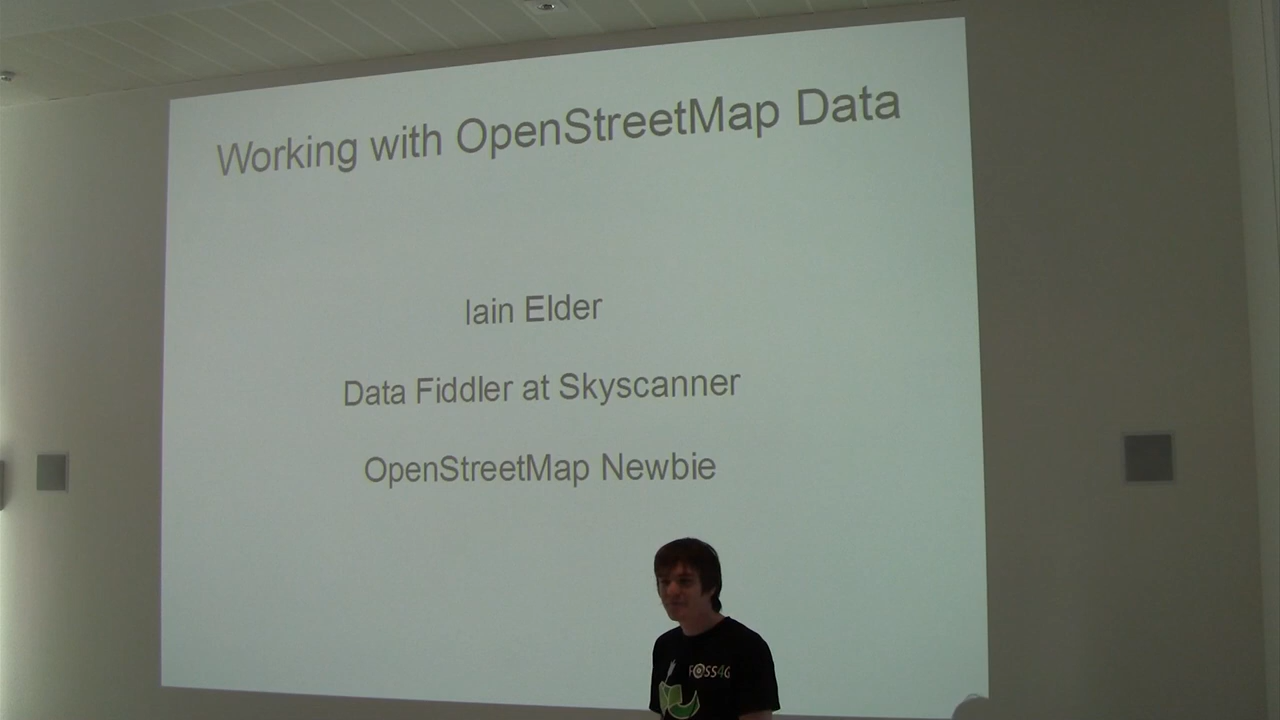 Working with OpenStreetMap Data
Iain Elder
Data Fiddler at Skyscanner
OpenStreetMap Newbie
FOSS4G